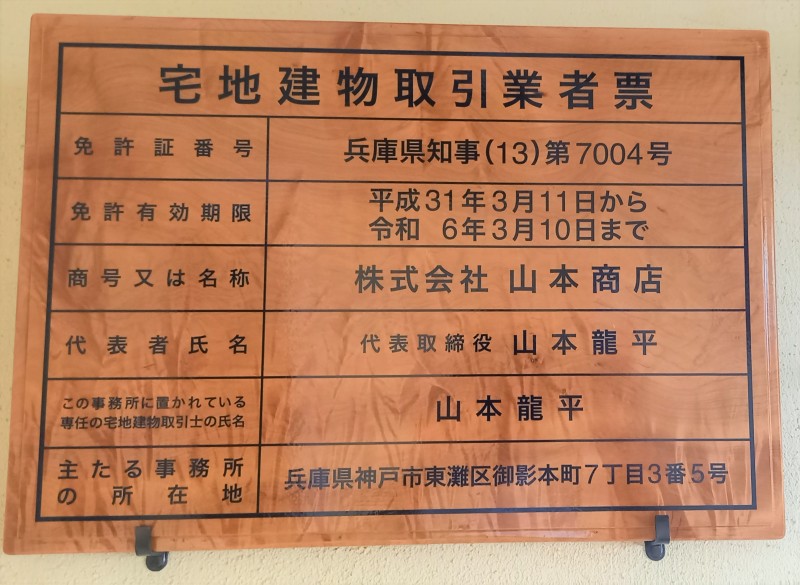 宅地建物取引業者票
免許証番号 兵庫県知事(13)第7004号
免許有効期限 平成31年3月11日から
令和 6年3月10日まで
商号又は名称 株式会社 山本商店
代表者氏名 代表取締役 山本龍平
この事務所に置かれている
専任の宅地建物取引士の氏名 山本龍平
主たる事務所
の所在地 兵庫県神戸市東灘区御影本町7丁目3番5号